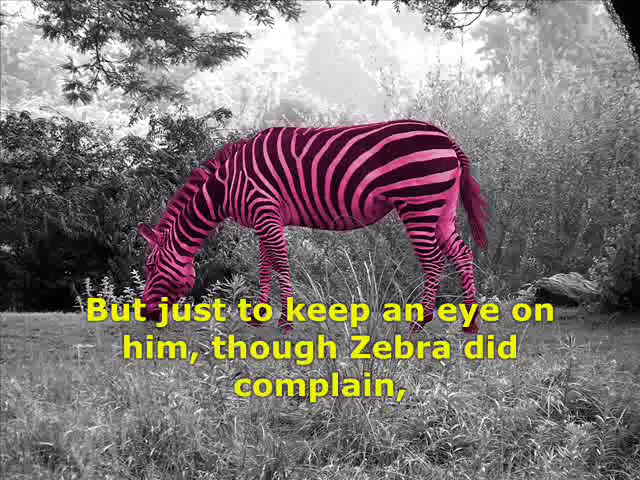 But just to keep an eye on
him, though Zebra did
complain,